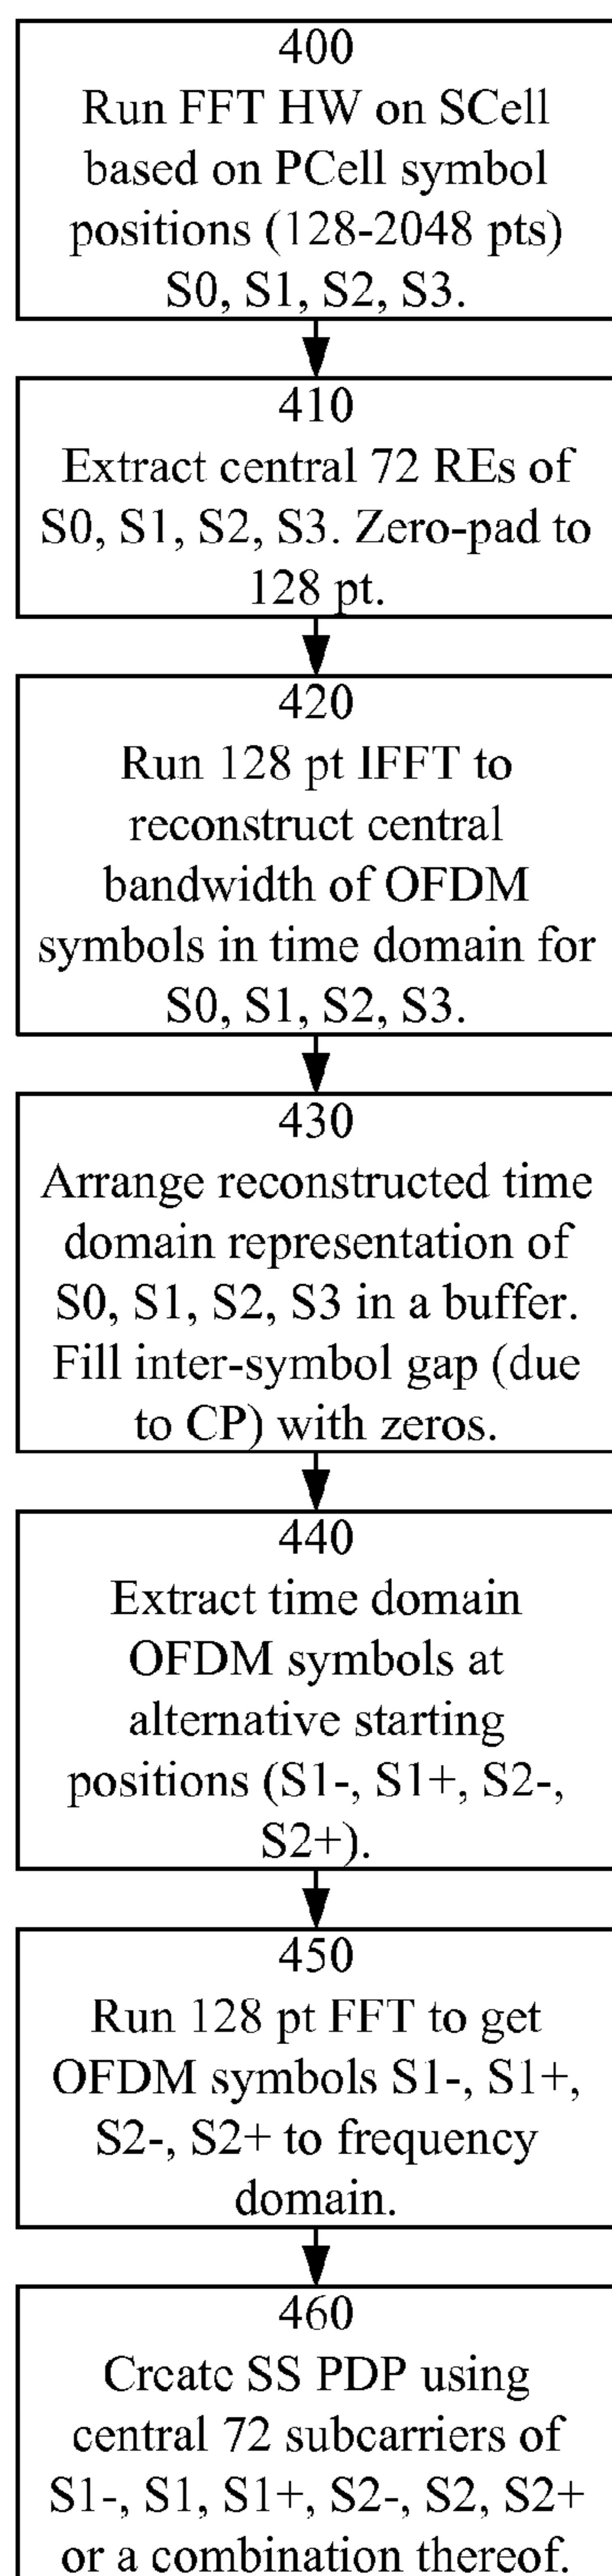 400
Run FFT HW on SCell
based on PCell symbol
positions (128-2048 pts)
S0, S1, S2, S3.
410
Extract central 72 REs of
S0, S1, S2, S3. Zero-pad to
128 pt.
420
Run 128 pt IFFT to
reconstruct central
bandwidth of OFDM
symbols in time domain for
S0, S1, S2, S3.
430
Arrange reconstructed time
domain representation of
S0, S1, S2, S3 in a buffer.
Fill inter-symbol gap (due
to CP) with zeros.
440
Extract time domain
OFDM symbols at
alternative starting
positions (S1-, S1+, S2-,
S2+).
450
Run 128 pt FFT to get
OFDM symbols S1-, S1+,
S2-, S2+ to frequency
domain.
460
Create SS PDP using
central 72 subcarriers of
S1-, S1, S1+, S2-, S2, S2+
or a combination thereof.